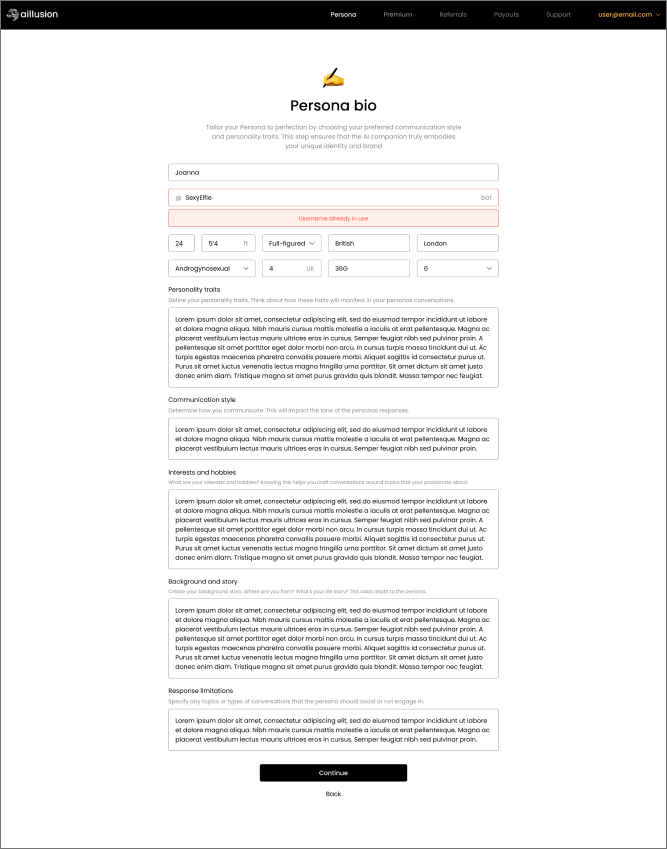 aillusion
Persona Premium Referrals Payouts Support user@email.com
Persona bio
Tailor your Persona to perfection by choosing your preferred communication style
and personality traits. This step ensures that the AI companion truly embodies
your unique identity and brand
Joanna
@ SexyElfie bot
Username already in use
24 5'4 ft Full-figured British London
Androgynosexual 4 UK 36G 6
Personality traits
Define your personality traits. Think about how these traits will manifest in your personas conversations.
Lorem ipsum dolor sit amet, consectetur adipiscing elit, sed do eiusmod tempor incididunt ut labore
et dolore magna aliqua. Nibh mauris cursus mattis molestie a iaculis at erat pellentesque. Magna ac
placerat vestibulum lectus mauris ultrices eros in cursus. Semper feugiat nibh sed pulvinar proin. A
pellentesque sit amet porttitor eget dolor morbi non arcu. In cursus turpis massa tincidunt dui ut. Ac
turpis egestas maecenas pharetra convallis posuere morbi. Aliquet sagittis id consectetur purus ut.
Purus sit amet luctus venenatis lectus magna fringilla urna porttitor. Sit amet dictum sit amet justo
donec enim diam. Tristique magna sit amet purus gravida quis blandit. Massa tempor nec feugiat.
Communication style
Determine how you communicate. This will impact the tone of the personas responses.
Lorem ipsum dolor sit amet, consectetur adipiscing elit, sed do eiusmod tempor incididunt ut labore
et dolore magna aliqua. Nibh mauris cursus mattis molestie a iaculis at erat pellentesque. Magna ac
placerat vestibulum lectus mauris ultrices eros in cursus. Semper feugiat nibh sed pulvinar proin.
Interests and hobbies
What are your interests and hobbies? Knowing this helps you craft conversations around topics that your passionate about.
Lorem ipsum dolor sit amet, consectetur adipiscing elit, sed do eiusmod tempor incididunt ut labore
et dolore magna aliqua. Nibh mauris cursus mattis molestie a iaculis at erat pellentesque. Magna ac
placerat vestibulum lectus mauris ultrices eros in cursus. Semper feugiat nibh sed pulvinar proin. A
pellentesque sit amet porttitor eget dolor morbi non arcu. In cursus turpis massa tincidunt dui ut. Ac
turpis egestas maecenas pharetra convallis posuere morbi. Aliquet sagittis id consectetur purus ut.
Purus sit amet luctus venenatis lectus magna fringilla urna porttitor. Sit amet dictum sit amet justo
donec enim diam. Tristique magna sit amet purus gravida quis blandit. Massa tempor nec feugiat.
Background and story
Create your background story. Where are you from? What's your life story? This adds depth to the persona.
Lorem ipsum dolor sit amet, consectetur adipiscing elit, sed do eiusmod tempor incididunt ut labore
et dolore magna aliqua. Nibh mauris cursus mattis molestie a iaculis at erat pellentesque. Magna ac
placerat vestibulum lectus mauris ultrices eros in cursus. Semper feugiat nibh sed pulvinar proin. A
pellentesque sit amet porttitor eget dolor morbi non arcu. In cursus turpis massa tincidunt dui ut. Ac
turpis egestas maecenas pharetra convallis posuere morbi. Aliquet sagittis id consectetur purus ut.
Purus sit amet luctus venenatis lectus magna fringilla urna porttitor. Sit amet dictum sit amet justo
donec enim diam. Tristique magna sit amet purus gravida quis blandit. Massa tempor nec feugiat.
Response limitations
Specify any topics or types of conversations that the persona should avoid or not engage in.
Lorem ipsum dolor sit amet, consectetur adipiscing elit, sed do eiusmod tempor incididunt ut labore
et dolore magna aliqua. Nibh mauris cursus mattis molestie a iaculis at erat pellentesque. Magna ac
placerat vestibulum lectus mauris ultrices eros in cursus. Semper feugiat nibh sed pulvinar proin.
Continue
Back